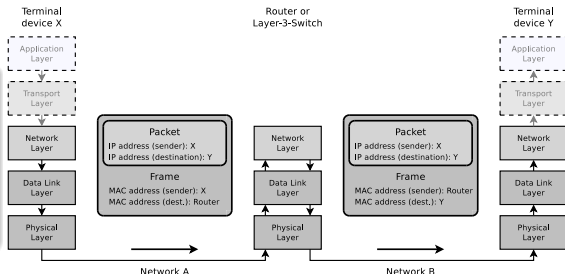 Terminal
device X
Router or
Layer-3-Switch
Terminal
device Y
Application
Layer
Transport
Layer
Network
Layer
Data Link
Layer
Physical
Layer
Packet
IP address (sender): X
IP address (destination): Y
Frame
MAC address (sender): X
MAC address (dest.): Router
Network
Layer
Data Link
Layer
Physical
Layer
Packet
IP address (sender): X
IP address (destination): Y
Frame
MAC address (sender): Router
MAC address (dest.): Y
Application
Layer
Transport
Layer
Network
Layer
Data Link
Layer
Physical
Layer
Network A
Network B